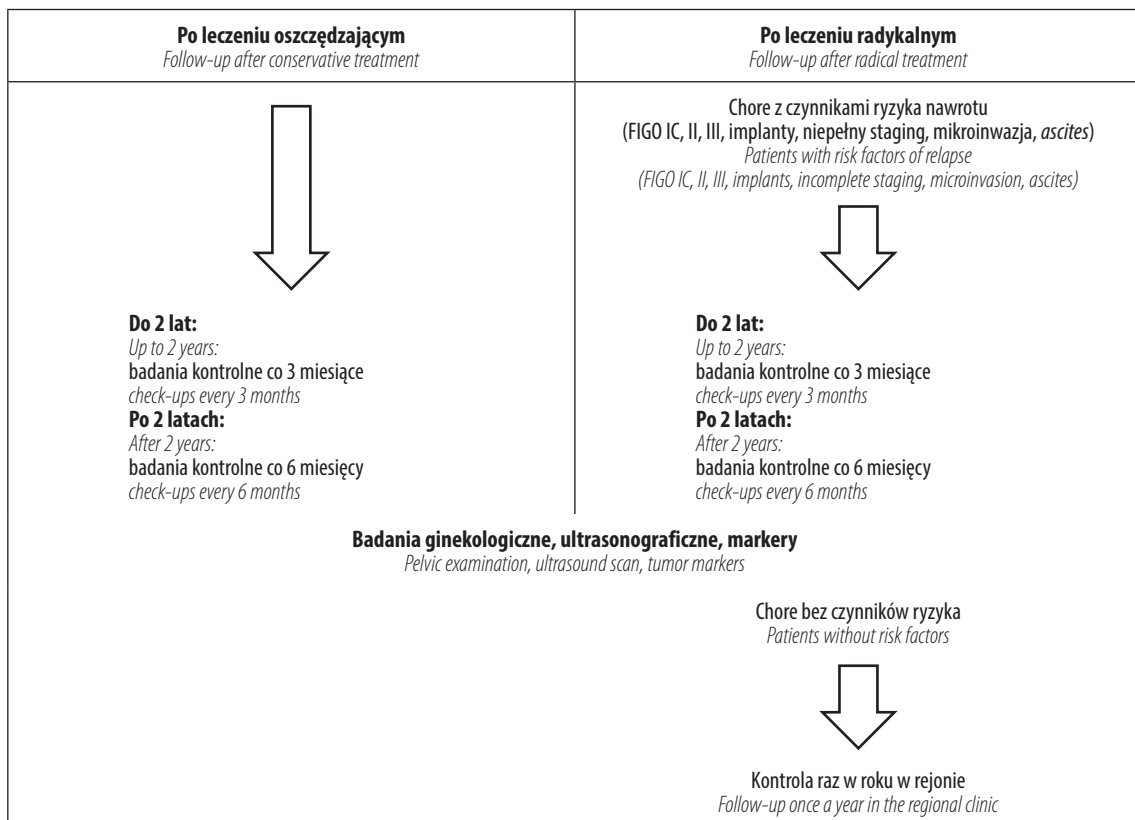 Po leczeniu oszczędzającym
Follow-up after conservative treatment
Po leczeniu radykalnym
Follow-up after radical treatment
Chore z czynnikami ryzyka nawrotu
(FIGO IC, II, III, implanty, niepełny staging, mikroinwazja, ascites)
Patients with risk factors of relapse
(FIGO IC, II, III, implants, incomplete staging, microinvasion, ascites)
Do 2 lat:
Up to 2 years:
badania kontrolne co 3 miesiące
check-ups every 3 months
Po 2 latach:
After 2 years:
badania kontrolne co 6 miesięcy
check-ups every 6 months
Do 2 lat:
Up to 2 years:
badania kontrolne co 3 miesiące
check-ups every 3 months
Po 2 latach:
After 2 years:
badania kontrolne co 6 miesięcy
check-ups every 6 months
Badania ginekologiczne, ultrasonograficzne, markery
Pelvic examination, ultrasound scan, tumor markers
Chore bez czynników ryzyka
Patients without risk factors
Kontrola raz w roku w rejonie
Follow-up once a year in the regional clinic